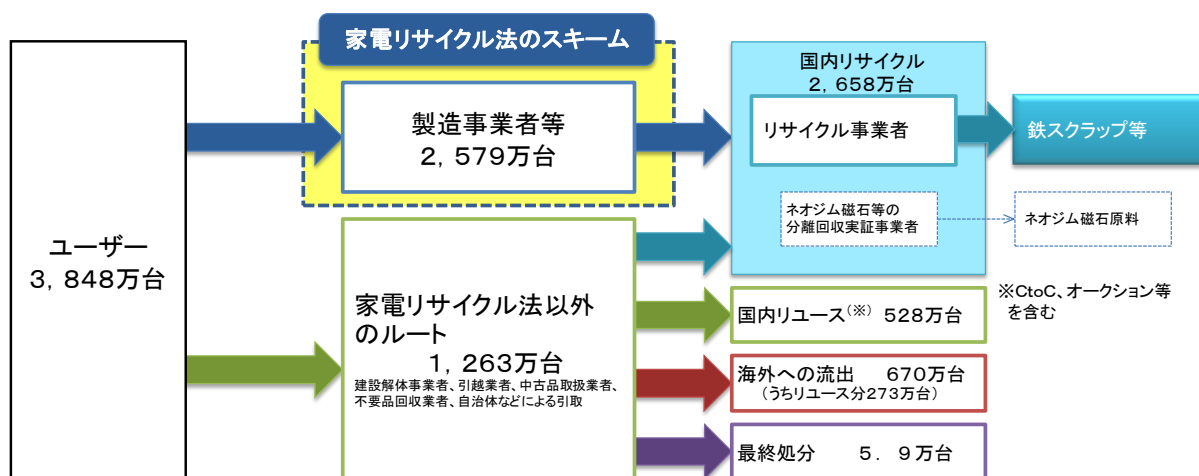 家電リサイクル法のスキーム
ユーザー
3,848万台
製造事業者等
2,579万台
家電リサイクル法以外
のルート
1,263万台
建設解体事業者、引越業者、中古品取扱業者、
不要品回収業者、自治体などによる引取
国内リサイクル
2,658万台
リサイクル事業者
ネオジム磁石等の
分離回収実証事業者
鉄スクラップ等
ネオジム磁石原料
※CtoC、オークション等
を含む
国内リユース(※) 528万台
海外への流出 670万台
(うちリユース分273万台)
最終処分 5.9万台